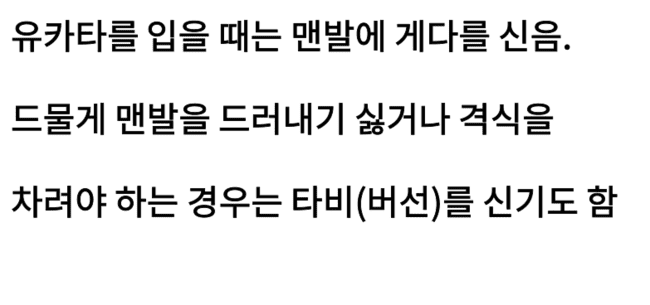 유카타를 입을 때는 맨발에 게다를 신음.
드물게 맨발을 드러내기 싫거나 격식을
차려야 하는 경우는 타비(버선)를 신기도 함